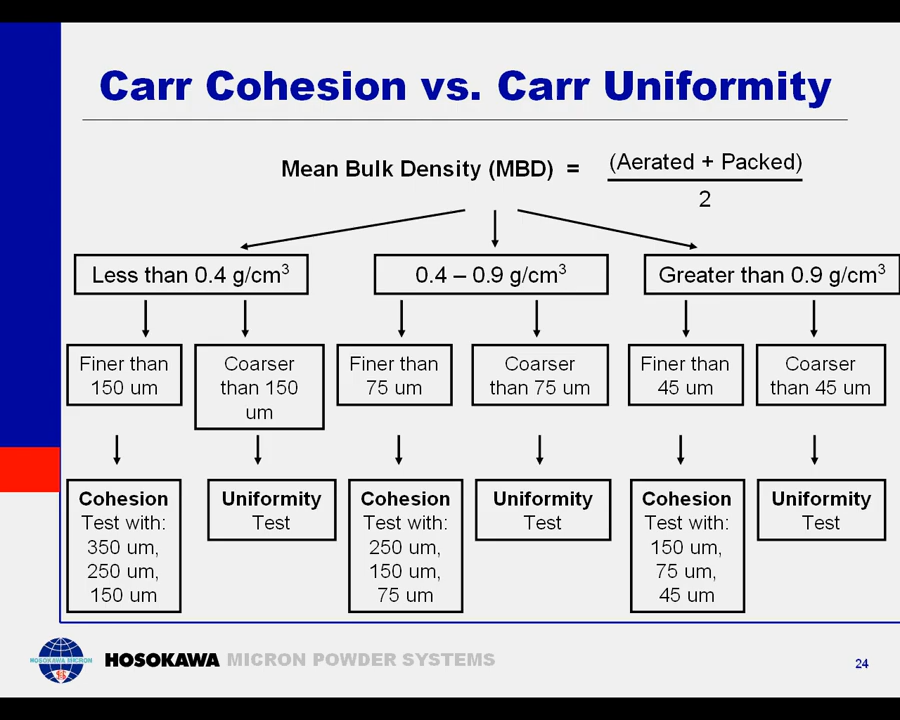 Carr Cohesion vs. Carr Uniformity
Mean Bulk Density (MBD) = (Aerated + Packed)
2
Less than 0.4 g/cm³
0.4 – 0.9 g/cm³
Greater than 0.9 g/cm³
Finer than
150 um
Coarser
than 150
um
Finer than
75 um
Coarser
than 75 um
Finer than
45 um
Coarser
than 45 um
Cohesion
Test with:
350 um,
250 um,
150 um
Uniformity
Test
Cohesion
Test with:
250 um,
150 um,
75 um
Uniformity
Test
Cohesion
Test with:
150 um,
75 um,
45 um
Uniformity
Test
HOSOKAWA MICRON
HOSOKAWA MICRON POWDER SYSTEMS
24